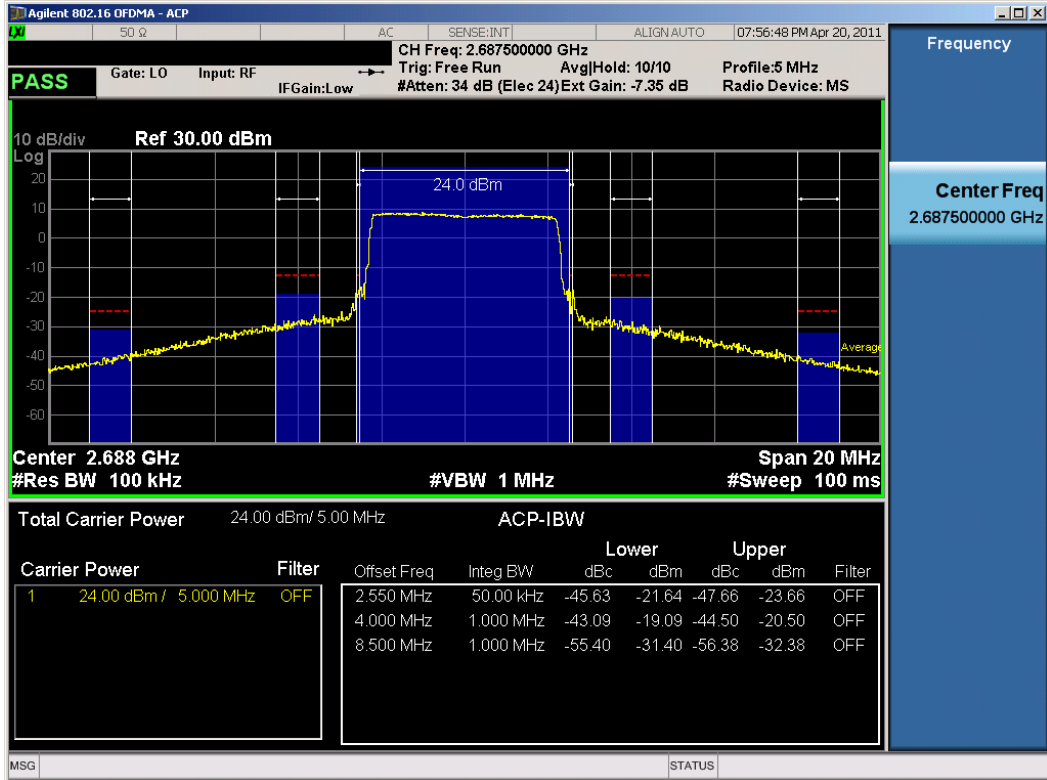 Agilent 802.16 OFDMA - ACP
LXI 50 Ω AC SENSE:INT ALIGN AUTO 07:56:48 PM Apr 20, 2011
CH Freq: 2.687500000 GHz
PASS Gate: LO Input: RF Trig: Free Run Avg|Hold: 10/10 Profile:5 MHz
IFGain:Low #Atten: 34 dB (Elec 24) Ext Gain: -7.35 dB Radio Device: MS
Frequency
Center Freq
2.687500000 GHz
10 dB/div Ref 30.00 dBm
Log
24.0 dBm
20
10
0
-10
-20
-30
-40
-50
-60
Average
Center 2.688 GHz Span 20 MHz
#Res BW 100 kHz #VBW 1 MHz #Sweep 100 ms
Total Carrier Power 24.00 dBm/ 5.00 MHz ACP-IBW
Lower Upper
Carrier Power Filter Offset Freq Integ BW dBc dBm dBc dBm Filter
1 24.00 dBm / 5.000 MHz OFF 2.550 MHz 50.00 kHz -45.63 -21.64 -47.66 -23.66 OFF
4.000 MHz 1.000 MHz -43.09 -19.09 -44.50 -20.50 OFF
8.500 MHz 1.000 MHz -55.40 -31.40 -56.38 -32.38 OFF
MSG STATUS